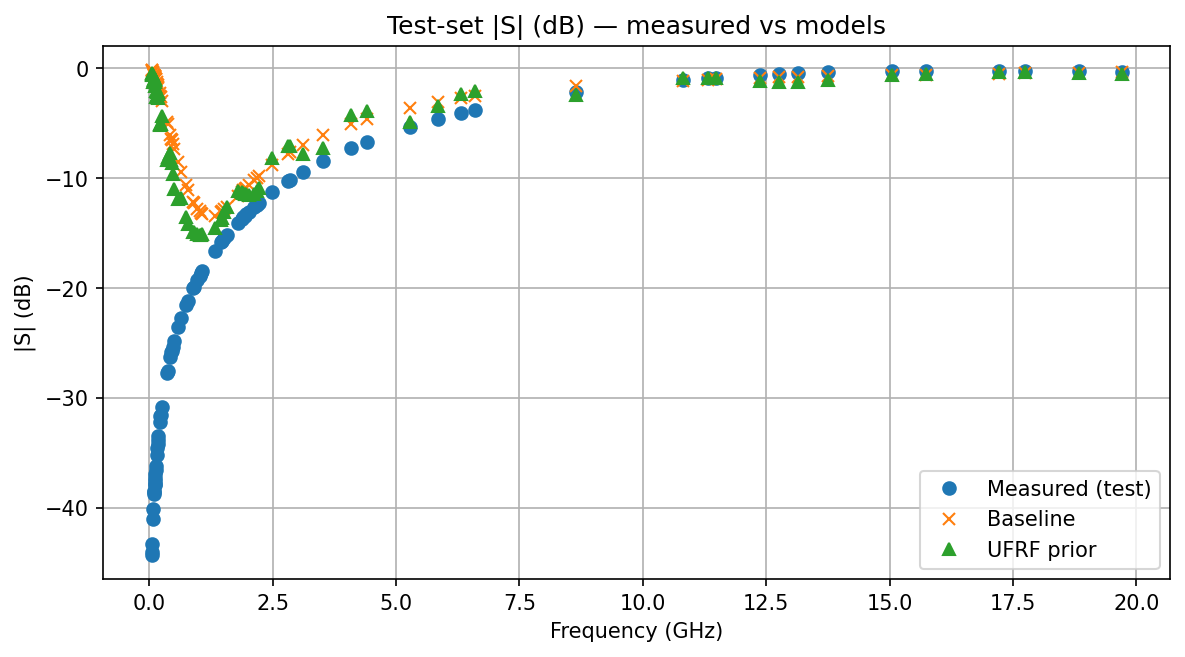 Test-set |S| (dB) — measured vs models
|S| (dB)
0
−10
−20
−30
−40
Measured (test)
Baseline
UFRF prior
0.0 2.5 5.0 7.5 10.0 12.5 15.0 17.5 20.0
Frequency (GHz)